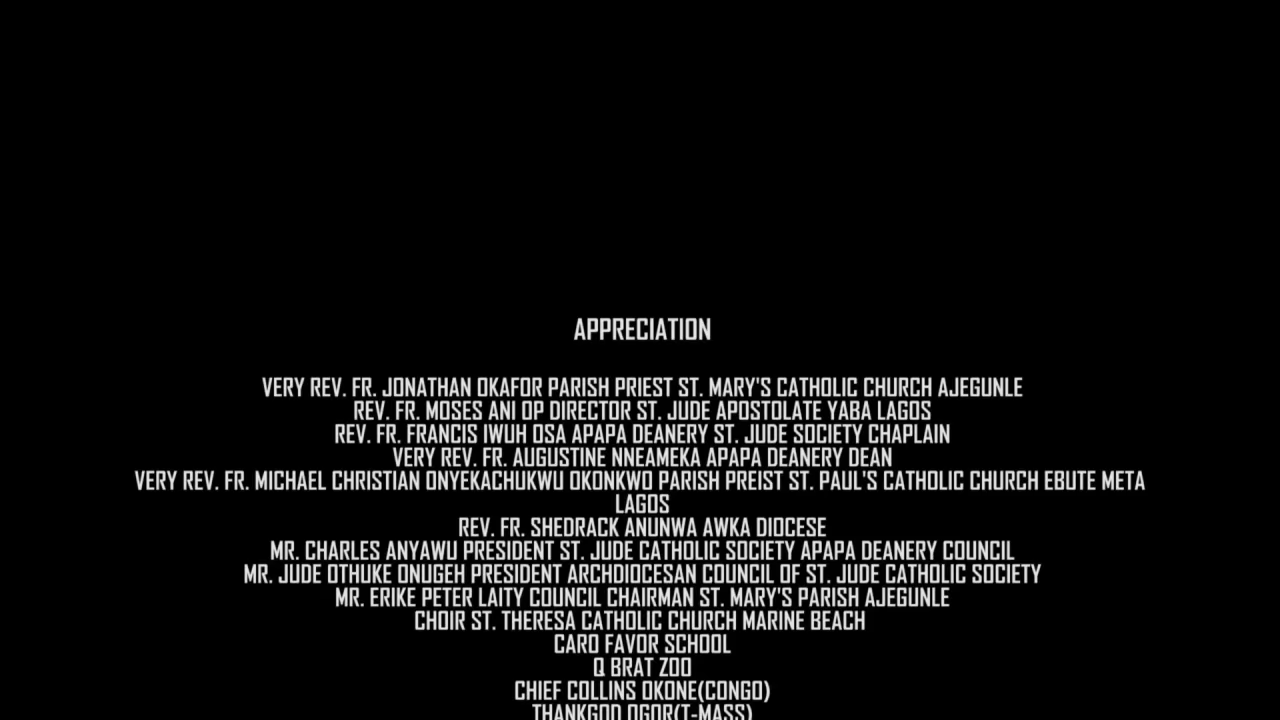 APPRECIATION
VERY REV. FR. JONATHAN OKAFOR PARISH PRIEST ST. MARY'S CATHOLIC CHURCH AJEGUNLE
REV. FR. MOSES ANI OP DIRECTOR ST. JUDE APOSTOLATE YABA LAGOS
REV. FR. FRANCIS IWUH OSA APAPA DEANERY ST. JUDE SOCIETY CHAPLAIN
VERY REV. FR. AUGUSTINE NNEAMEKA APAPA DEANERY DEAN
VERY REV. FR. MICHAEL CHRISTIAN ONYEKACHUKWU OKONKWO PARISH PREIST ST. PAUL'S CATHOLIC CHURCH EBUTE META
LAGOS
REV. FR. SHEDRACK ANUNWA AWKA DIOCESE
MR. CHARLES ANYAWU PRESIDENT ST. JUDE CATHOLIC SOCIETY APAPA DEANERY COUNCIL
MR. JUDE OTHUKE ONUGEH PRESIDENT ARCHDIOCESAN COUNCIL OF ST. JUDE CATHOLIC SOCIETY
MR. ERIKE PETER LAITY COUNCIL CHAIRMAN ST. MARY'S PARISH AJEGUNLE
CHOIR ST. THERESA CATHOLIC CHURCH MARINE BEACH
CARO FAVOR SCHOOL
Q BRAT ZOO
CHIEF COLLINS OKONE(CONGO)
THANKGOD OGOR(T-MASS)